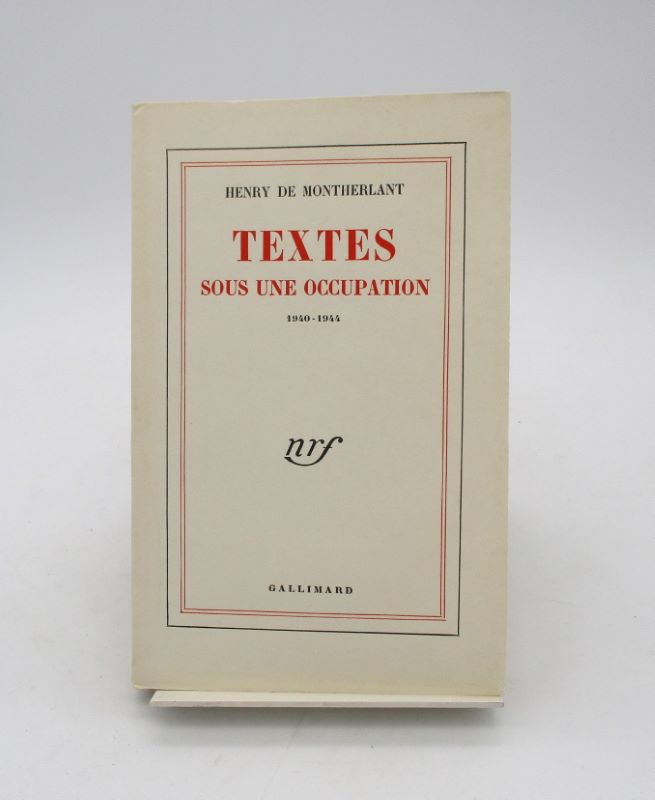 HENRY DE MONTHERLANT
TEXTES
SOUS UNE OCCUPATION
1940-1944
nrf
GALLIMARD